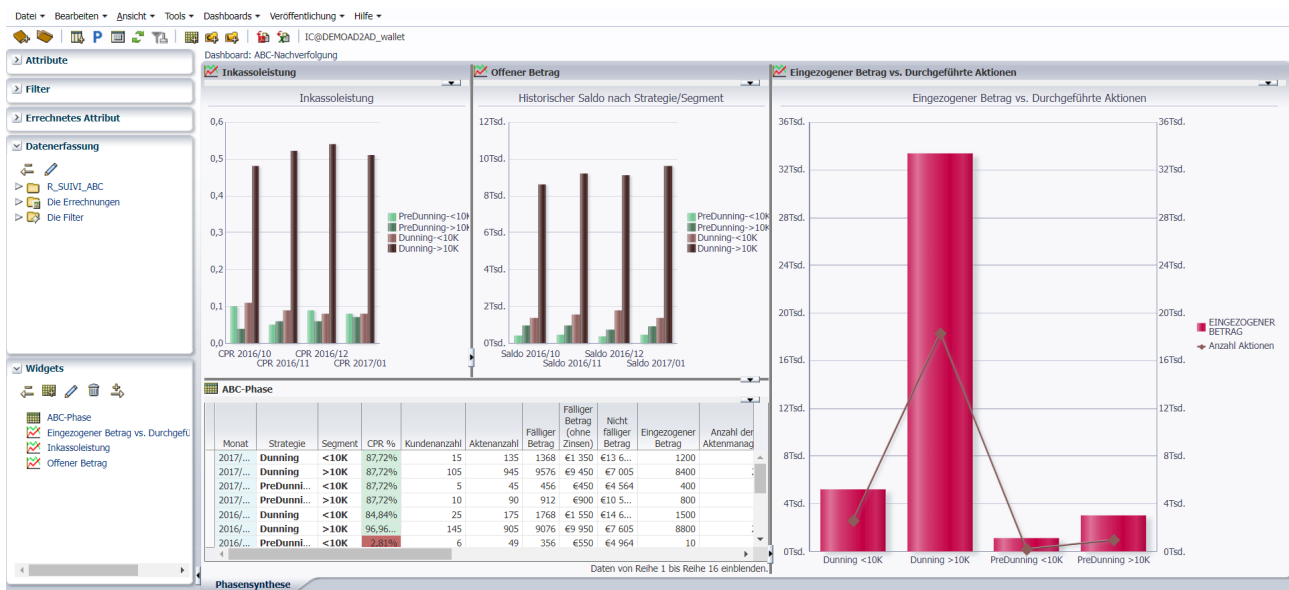 Datei Bearbeiten Ansicht Tools Dashboards Veröffentlichung Hilfe
IC@DEMOAD2AD_wallet
Attribute
Filter
Errechnetes Attribut
Datenerfassung
R_SUIVI_ABC
Die Errechnungen
Die Filter
Widgets
ABC-Phase
Eingezogener Betrag vs. Durchgefü
Inkassoleistung
Offener Betrag
Dashboard: ABC-Nachverfolgung
Inkassoleistung
Inkassoleistung
0,6
0,5
0,4
0,3
0,2
0,1
0,0
CPR 2016/10 CPR 2016/12
CPR 2016/11 CPR 2017/01
PreDunning-<10K
PreDunning->10K
Dunning-<10K
Dunning->10K
Offener Betrag
Historischer Saldo nach Strategie/Segment
12Tsd.
10Tsd.
8Tsd.
6Tsd.
4Tsd.
2Tsd.
0Tsd.
Saldo 2016/10 Saldo 2016/12
Saldo 2016/11 Saldo 2017/01
PreDunning-<10K
PreDunning->10K
Dunning-<10K
Dunning->10K
Eingezogener Betrag vs. Durchgeführte Aktionen
Eingezogener Betrag vs. Durchgeführte Aktionen
36Tsd. 36Tsd.
32Tsd. 32Tsd.
28Tsd. 28Tsd.
24Tsd. 24Tsd.
20Tsd. 20Tsd.
16Tsd. 16Tsd.
12Tsd. 12Tsd.
8Tsd. 8Tsd.
4Tsd. 4Tsd.
0Tsd. 0Tsd.
Dunning <10K Dunning >10K PreDunning <10K PreDunning >10K
EINGEZOGENER
BETRAG
Anzahl Aktionen
ABC-Phase
Monat Strategie Segment CPR % Kundenanzahl Aktenanzahl Fälliger Betrag Fälliger Betrag (ohne Zinsen) Nicht fälliger Betrag Eingezogener Betrag Anzahl der Aktenmanag
2017/... Dunning <10K 87,72% 15 135 1368 €1 350 €13 6... 1200
2017/... Dunning >10K 87,72% 105 945 9576 €9 450 €7 005 8400
2017/... PreDunni... <10K 87,72% 5 45 456 €450 €4 564 400
2017/... PreDunni... >10K 87,72% 10 90 912 €900 €10 5... 800
2016/... Dunning <10K 84,84% 25 175 1768 €1 550 €14 6... 1500
2016/... Dunning >10K 96,96... 145 905 9076 €9 950 €7 605 8800
2016/... PreDunni... <10K 2,81% 6 49 356 €550 €4 964 10
Daten von Reihe 1 bis Reihe 16 einblenden.
Phasensynthese